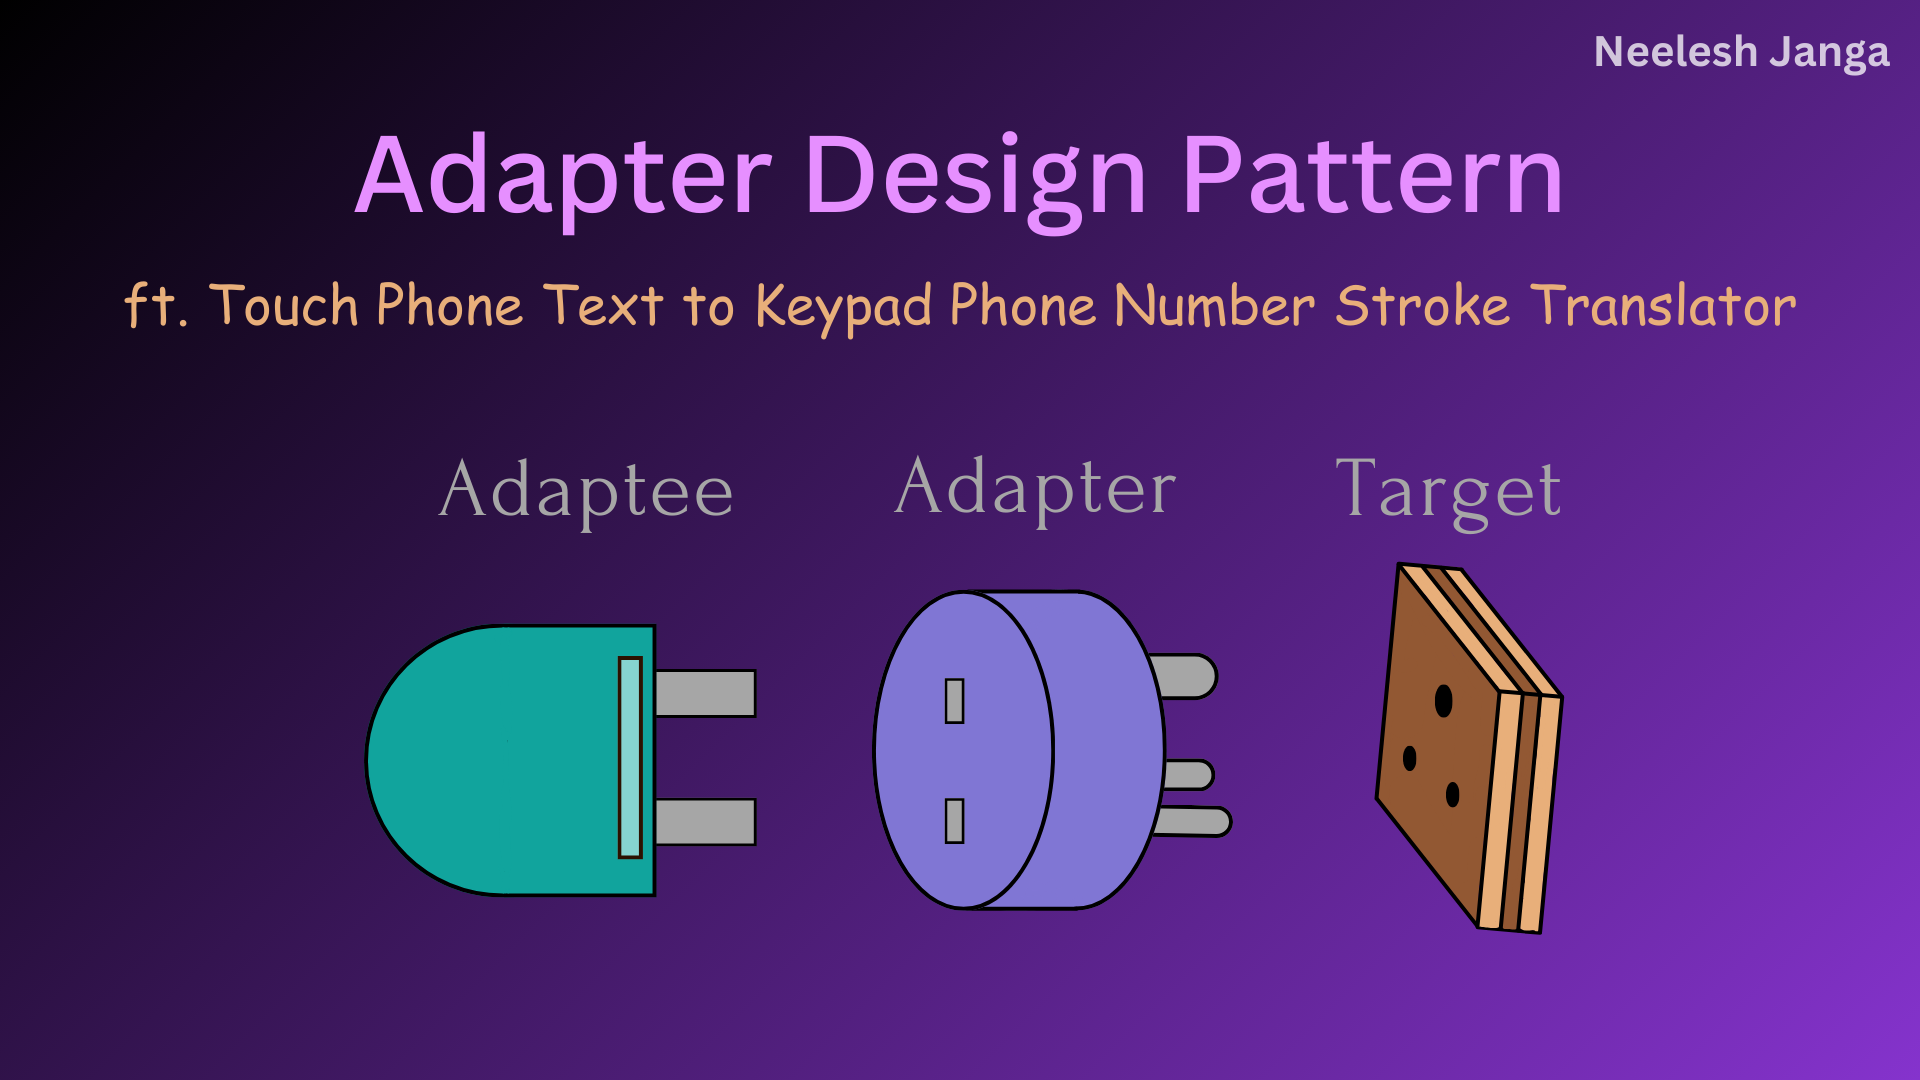 Neelesh Janga
Adapter Design Pattern
ft. Touch Phone Text to Keypad Phone Number Stroke Translator
Adaptee
Adapter
Target